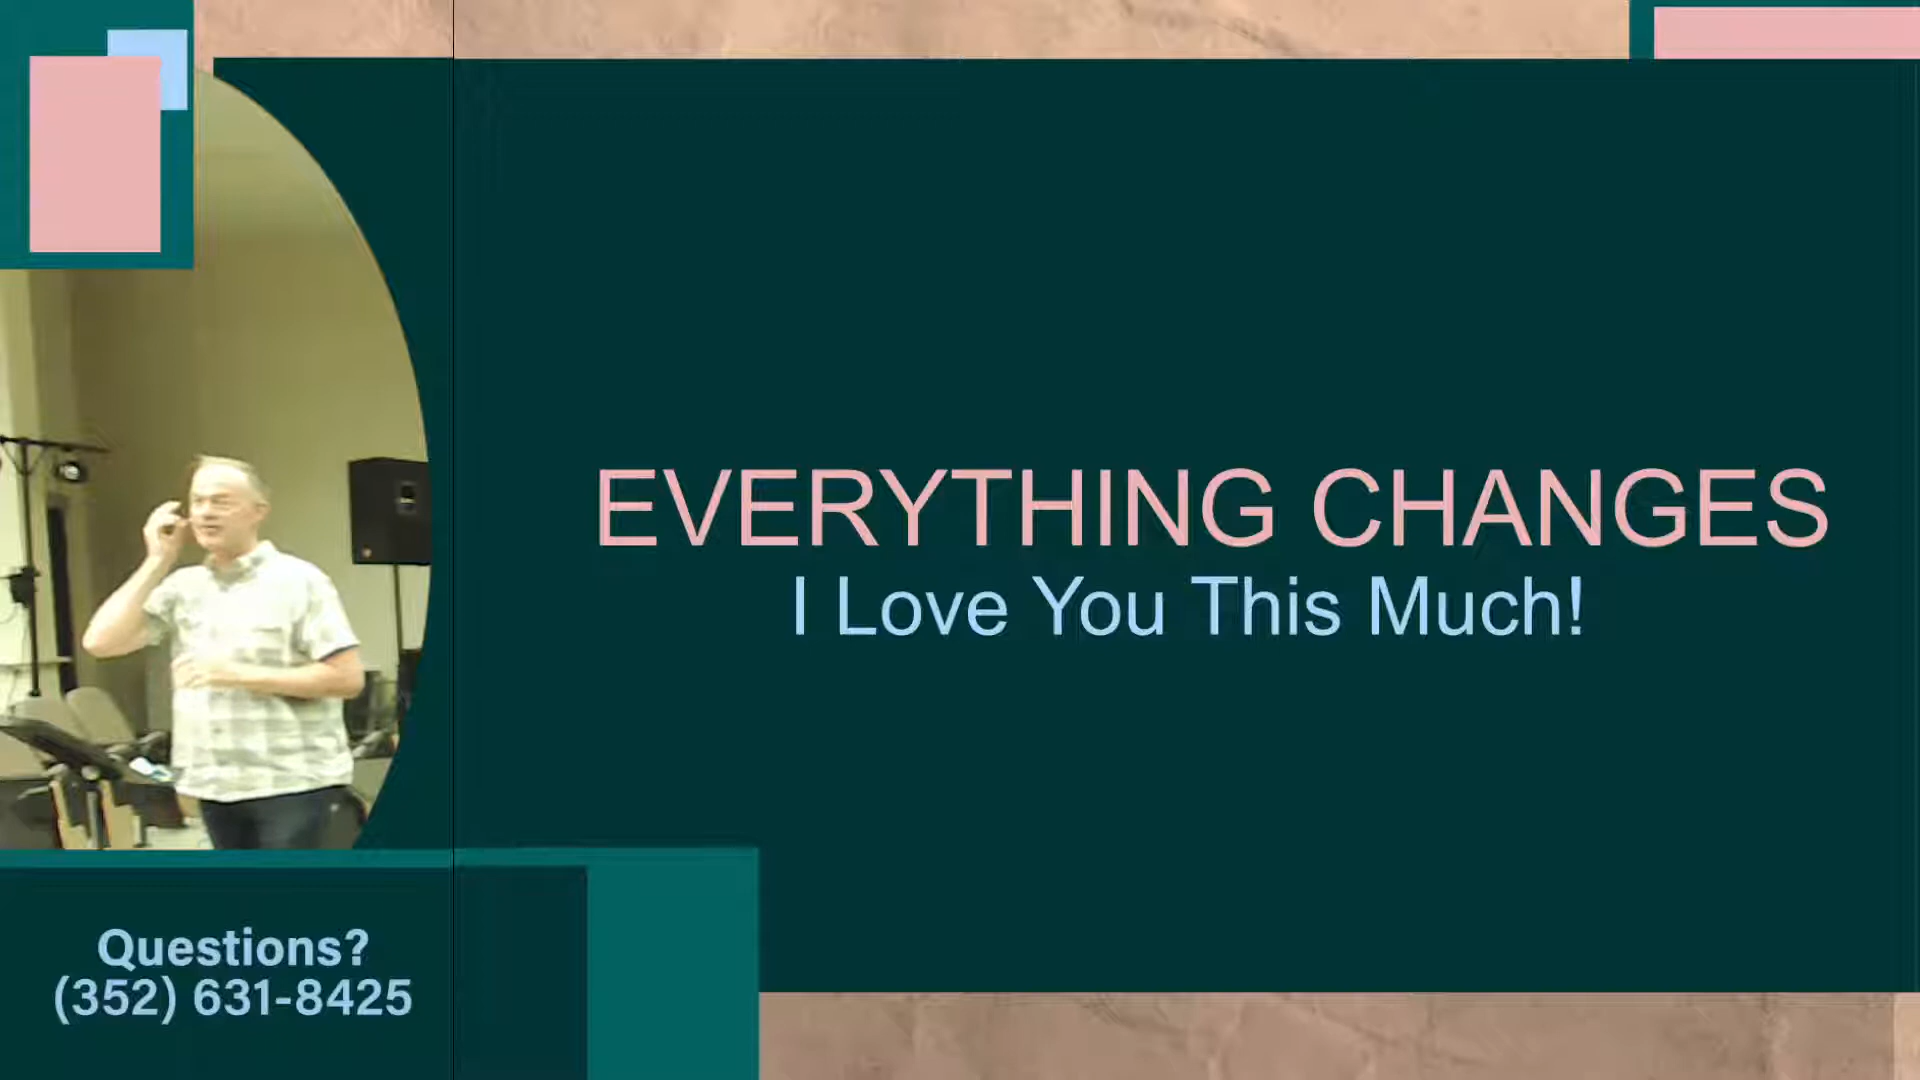 EVERYTHING CHANGES
I Love You This Much!
Questions?
(352) 631-8425